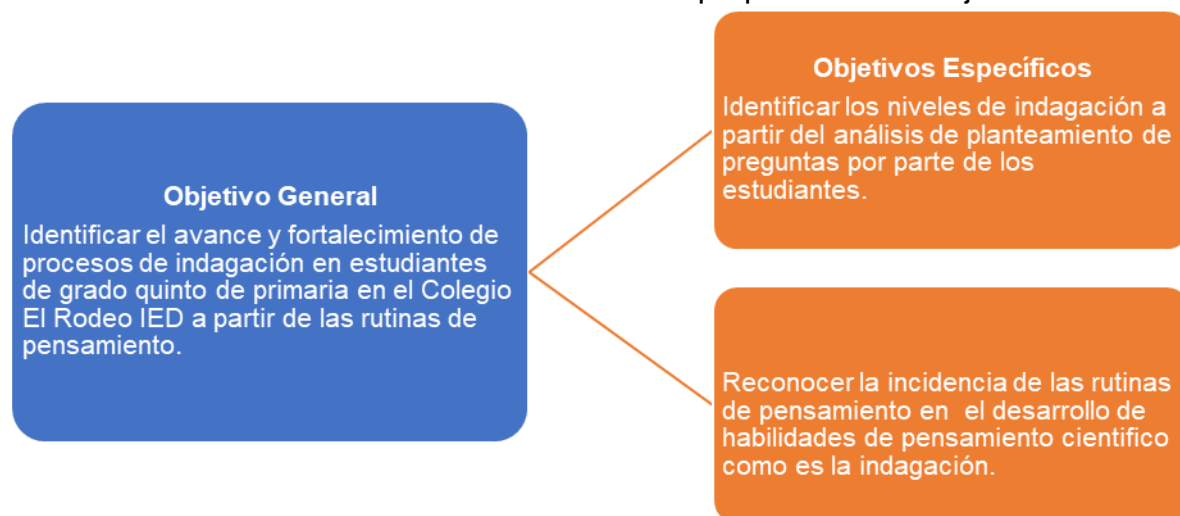 Objetivo General
Identificar el avance y fortalecimiento de
procesos de indagación en estudiantes
de grado quinto de primaria en el Colegio
El Rodeo IED a partir de las rutinas de
pensamiento.
Objetivos Específicos
Identificar los niveles de indagación a
partir del análisis de planteamiento de
preguntas por parte de los
estudiantes.
Reconocer la incidencia de las rutinas
de pensamiento en el desarrollo de
habilidades de pensamiento cientifico
como es la indagación.